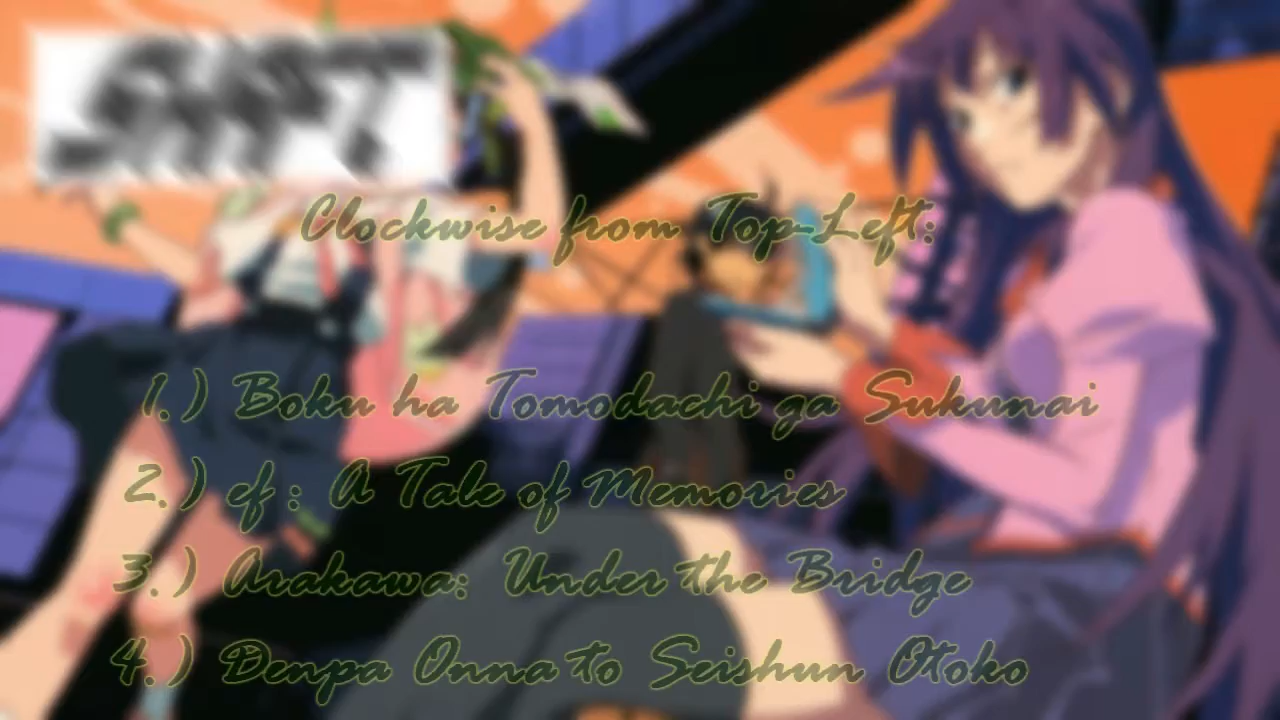 Clockwise from Top-Left:
1.) Boku ha Tomodachi ga Sukunai
2.) ef : A Tale of Memories
3.) Arakawa: Under the Bridge
4.) Denpa Onna to Seishun Otoko